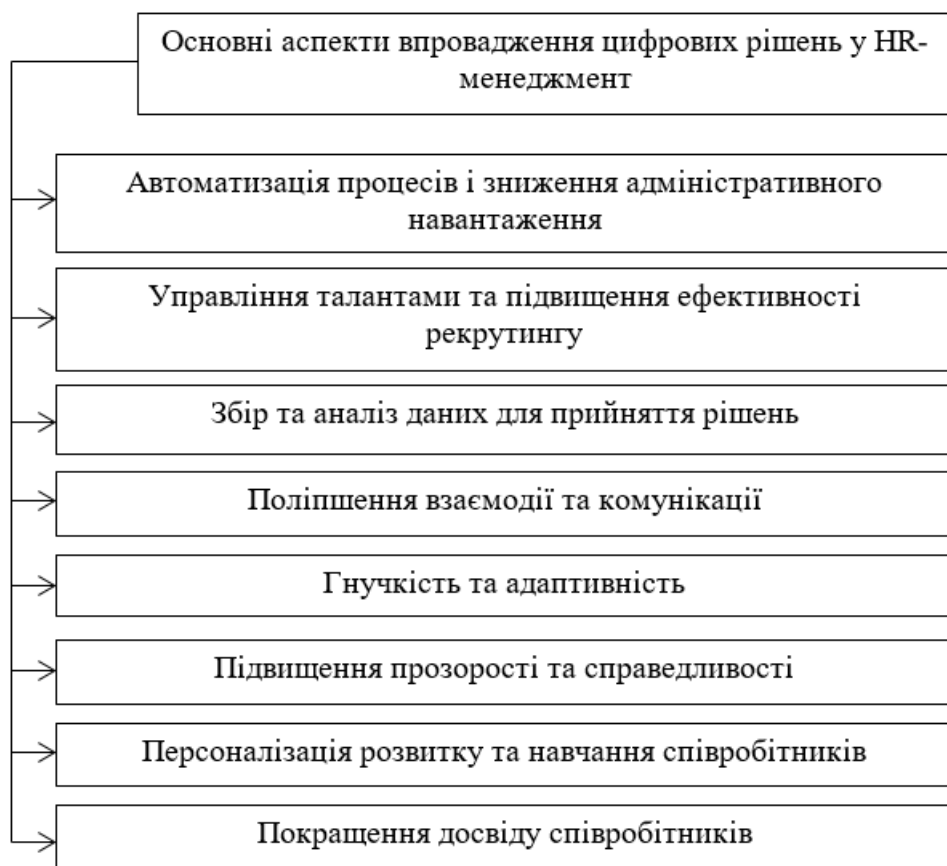 Основні аспекти впровадження цифрових рішень у HR-
менеджмент
Автоматизація процесів і зниження адміністративного
навантаження
Управління талантами та підвищення ефективності
рекрутингу
Збір та аналіз даних для прийняття рішень
Поліпшення взаємодії та комунікації
Гнучкість та адаптивність
Підвищення прозорості та справедливості
Персоналізація розвитку та навчання співробітників
Покращення досвіду співробітників